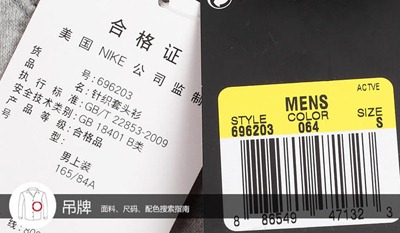 合格证
美国 NIKE 公司监制
货号:696203
品名:针织套头衫
执行标准:GB/T 22853-2009
安全技术类别:GB 18401 B类
产品等级:合格品
型:
男上装
165/84A
ACTVE
MENS
STYLE COLOR SIZE
696203 064 S
8 86549 47132 3
吊牌 面料、尺码、配色搜索指南